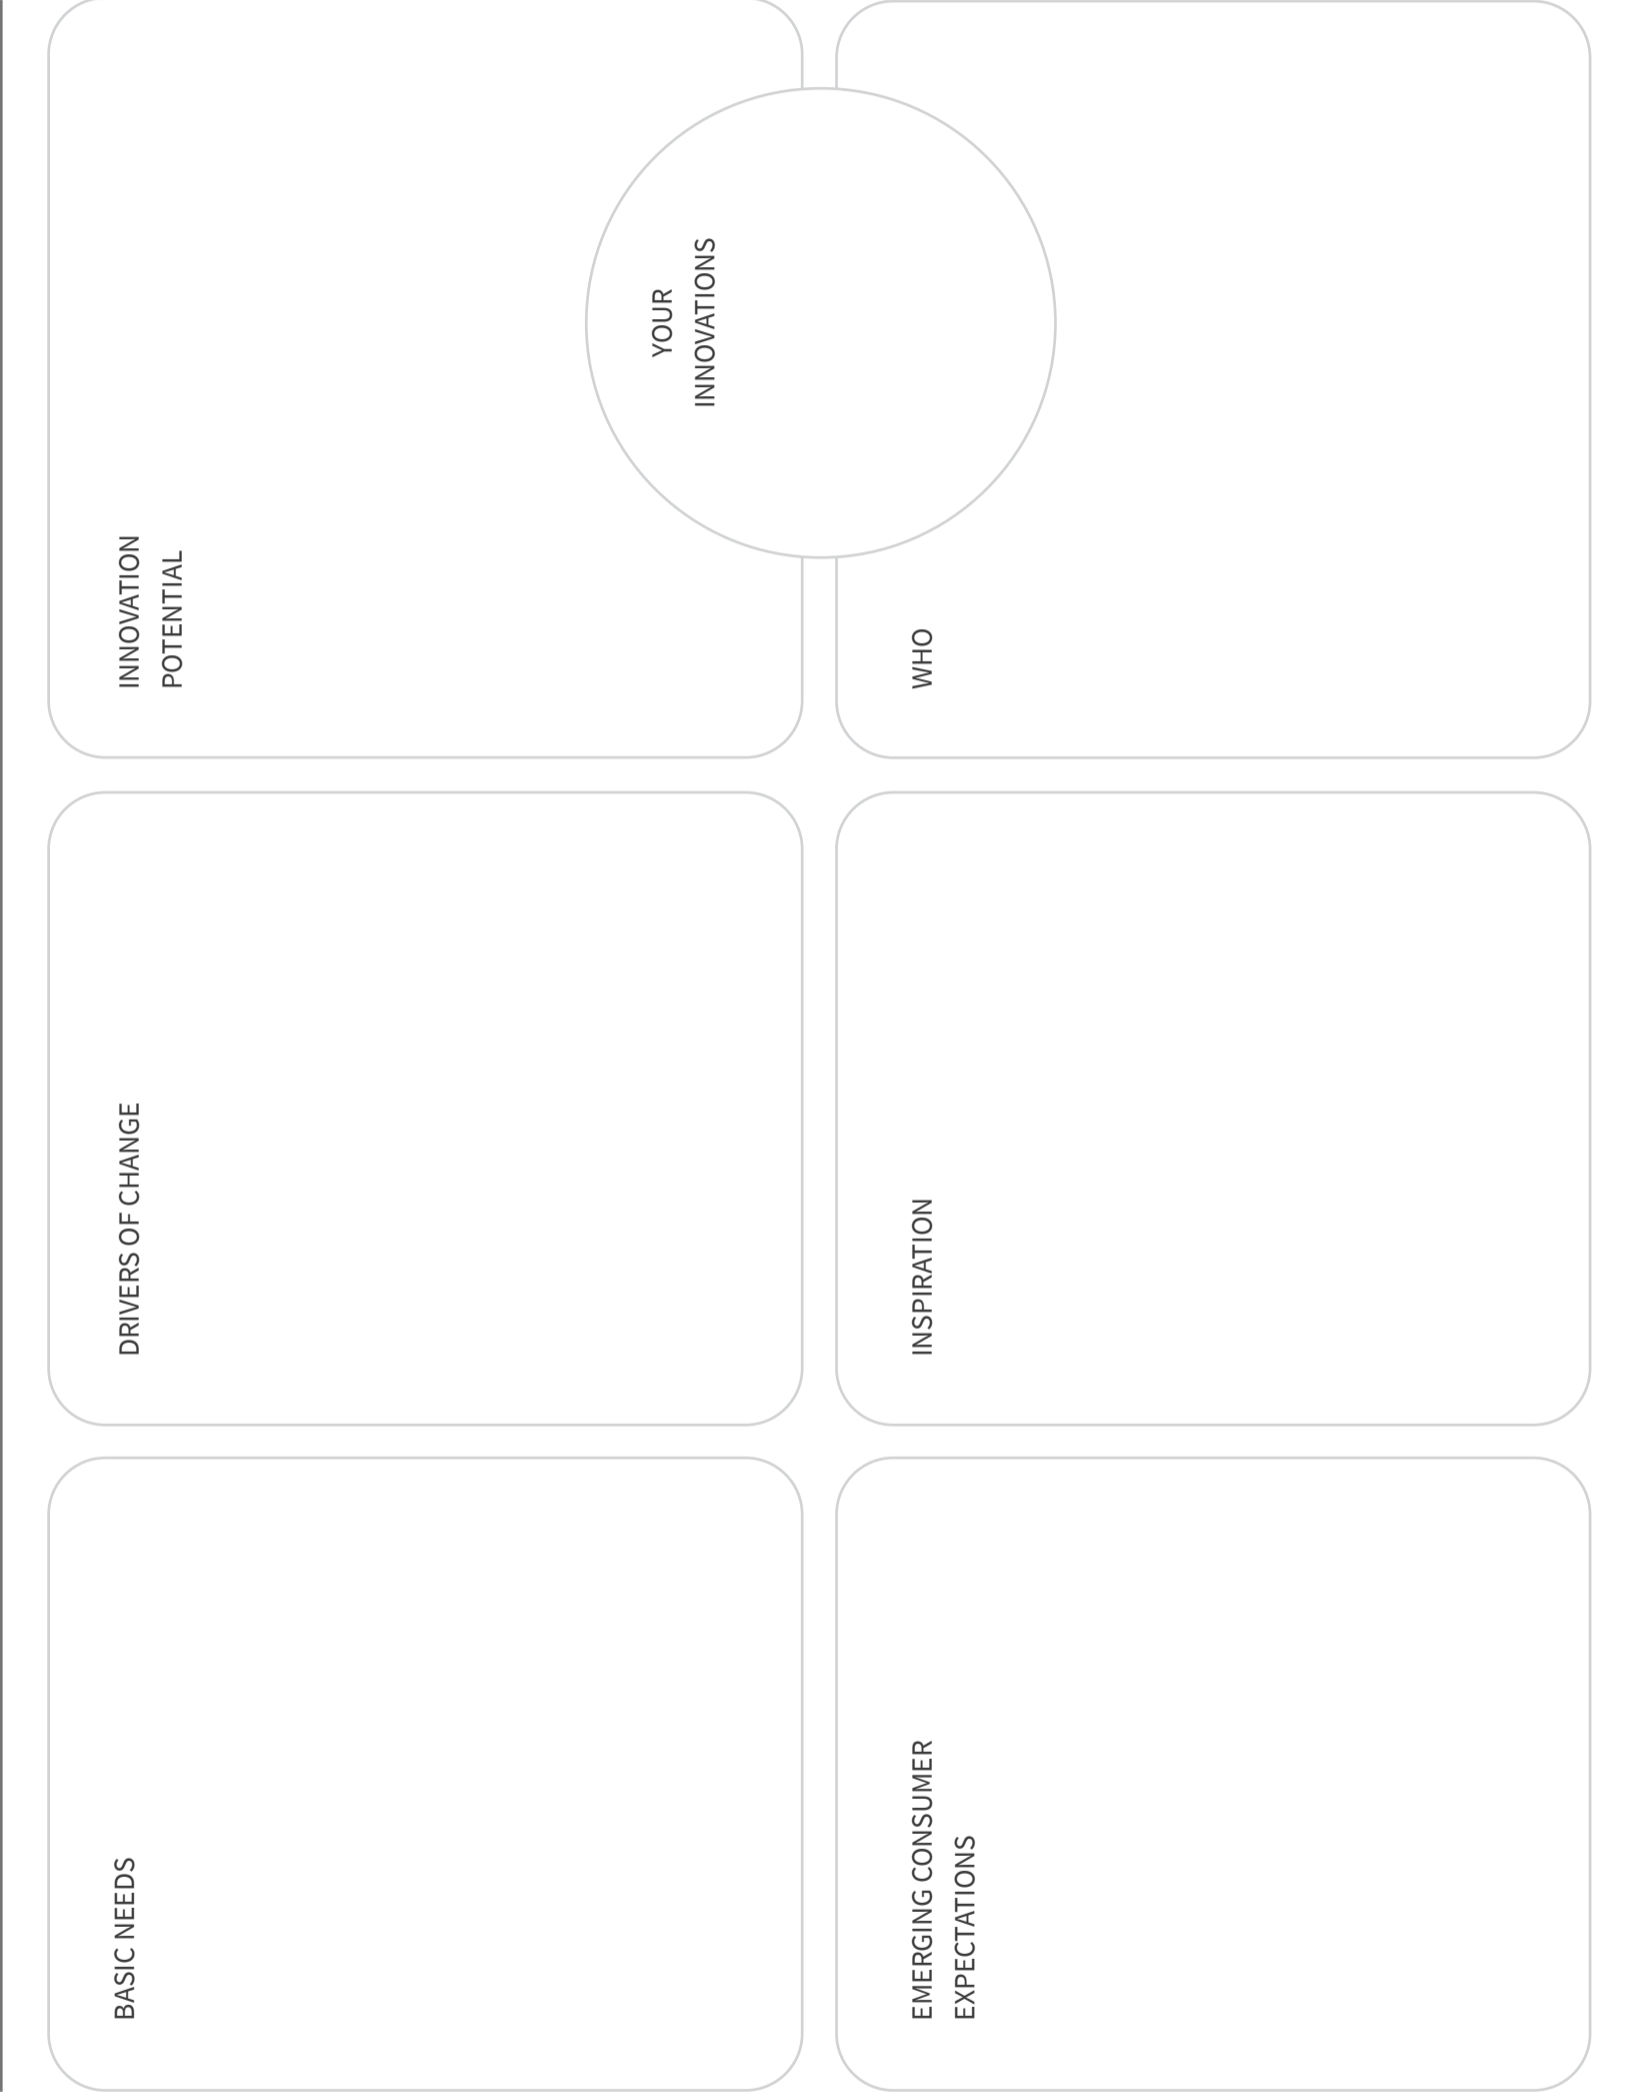 BASIC NEEDS
DRIVERS OF CHANGE
INNOVATION
POTENTIAL
YOUR
INNOVATIONS
EMERGING CONSUMER
EXPECTATIONS
INSPIRATION
WHO